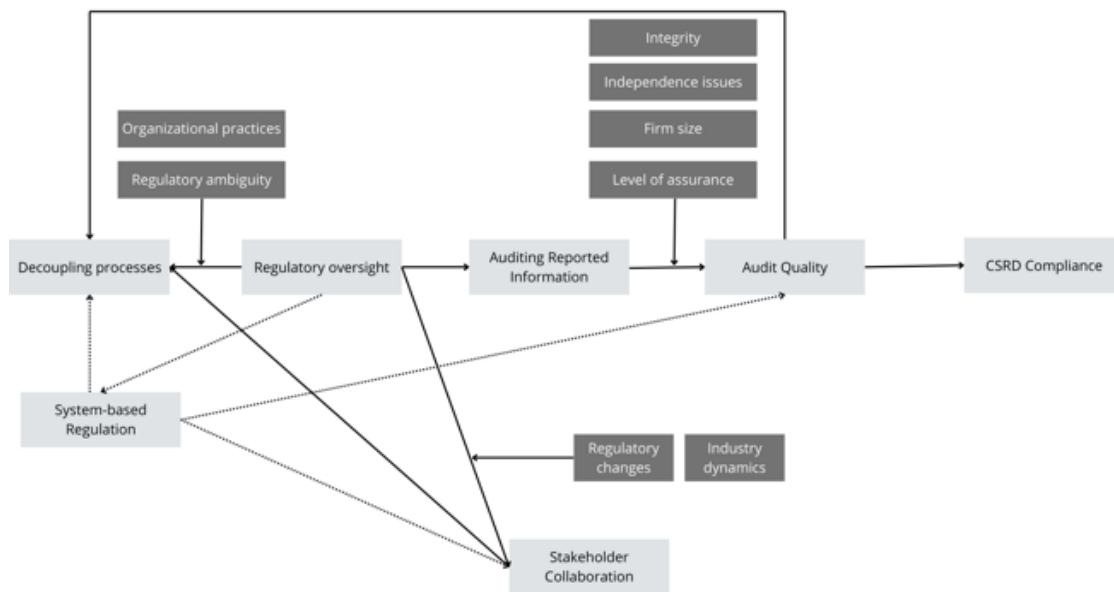 Integrity
Independence issues
Organizational practices
Firm size
Regulatory ambiguity
Level of assurance
Decoupling processes
Regulatory oversight
Auditing Reported
Information
Audit Quality
CSRD Compliance
System-based
Regulation
Regulatory
changes
Industry
dynamics
Stakeholder
Collaboration